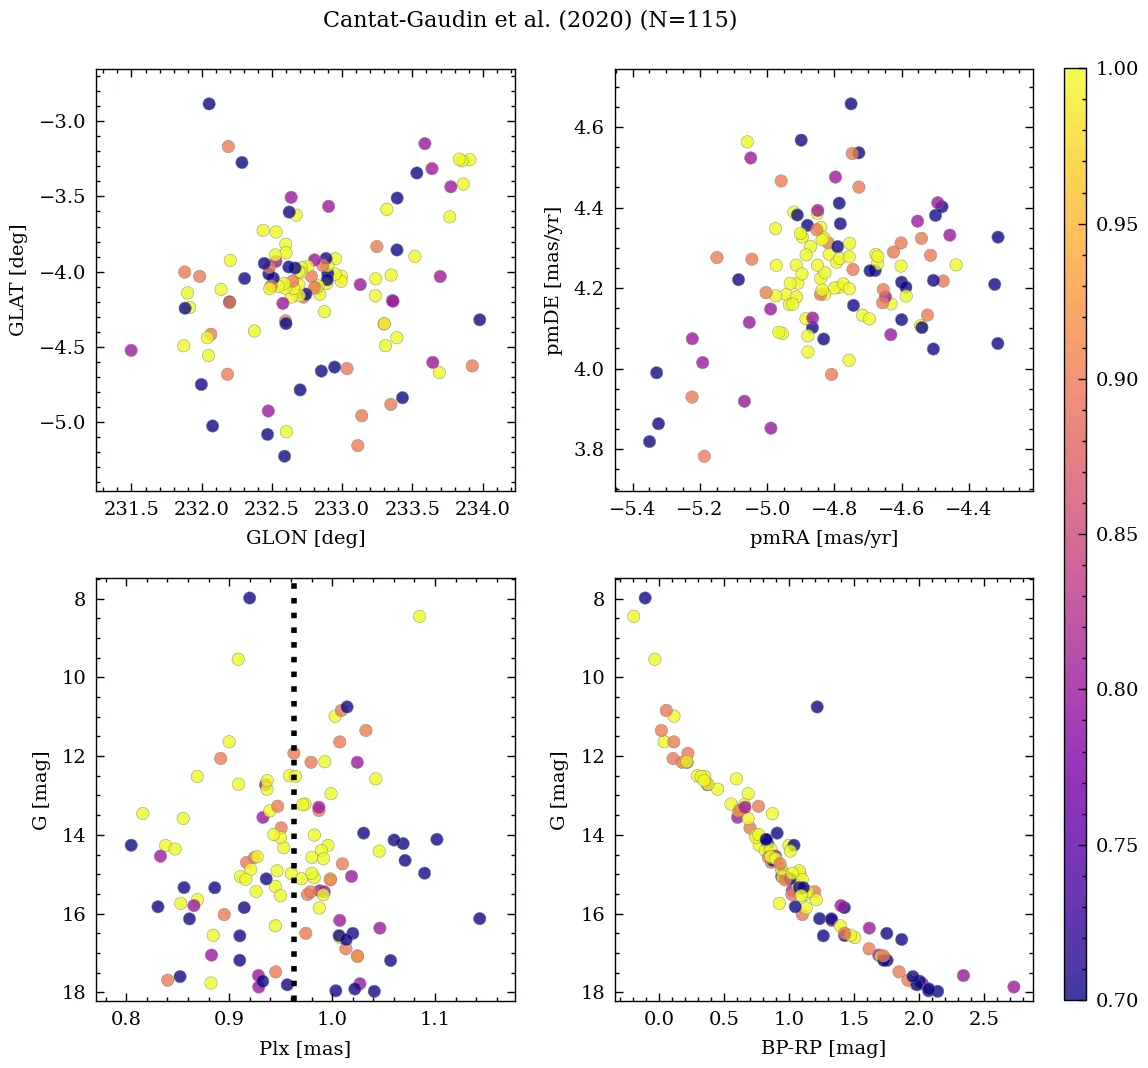 Cantat-Gaudin et al. (2020) (N=115)
−3.0
−3.5
−4.0
−4.5
−5.0
GLAT [deg]
231.5 232.0 232.5 233.0 233.5 234.0
GLON [deg]
4.6
4.4
4.2
4.0
3.8
pmDE [mas/yr]
−5.4 −5.2 −5.0 −4.8 −4.6 −4.4
pmRA [mas/yr]
8
10
12
14
16
18
G [mag]
0.8 0.9 1.0 1.1
Plx [mas]
8
10
12
14
16
18
G [mag]
0.0 0.5 1.0 1.5 2.0 2.5
BP-RP [mag]
1.00
0.95
0.90
0.85
0.80
0.75
0.70